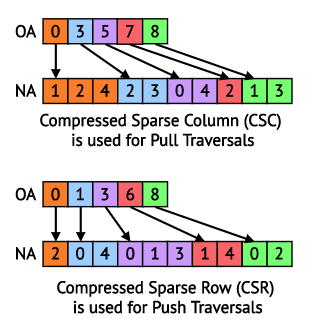 OA 0 3 5 7 8
NA 1 2 4 2 3 0 4 2 1 3
Compressed Sparse Column (CSC)
is used for Pull Traversals
OA 0 1 3 6 8
NA 2 0 4 0 1 3 1 4 0 2
Compressed Sparse Row (CSR)
is used for Push Traversals